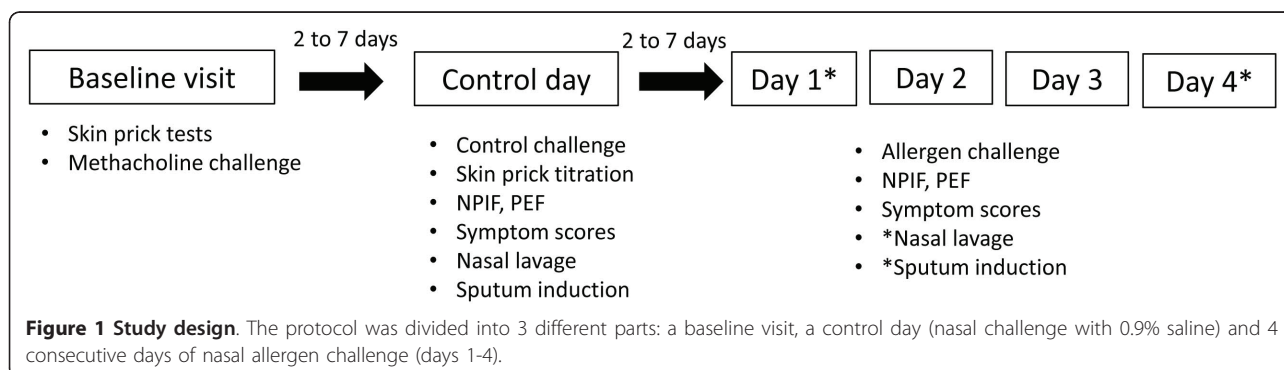 2 to 7 days
2 to 7 days
Baseline visit
Control day
Day 1*
Day 2
Day 3
Day 4*
• Skin prick tests
• Methacholine challenge
• Control challenge
• Skin prick titration
• NPIF, PEF
• Symptom scores
• Nasal lavage
• Sputum induction
• Allergen challenge
• NPIF, PEF
• Symptom scores
• *Nasal lavage
• *Sputum induction
Figure 1 Study design. The protocol was divided into 3 different parts: a baseline visit, a control day (nasal challenge with 0.9% saline) and 4
consecutive days of nasal allergen challenge (days 1-4).